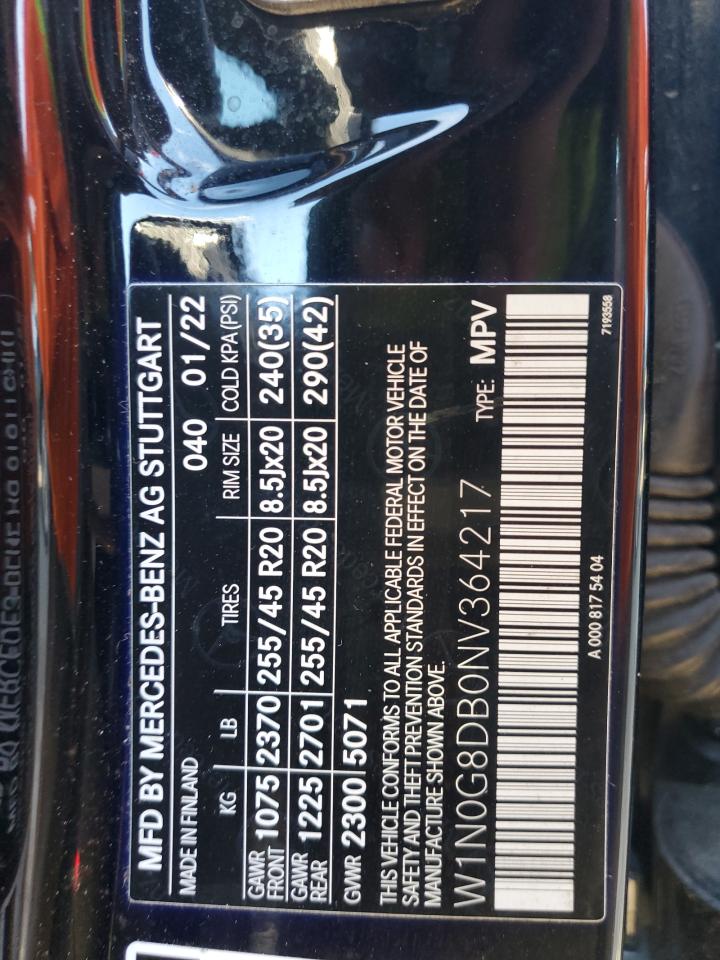 MFD BY MERCEDES-BENZ AG STUTTGART
MADE IN FINLAND 040 01/22
KG LB TIRES RIM SIZE COLD KPA(PSI)
GAWR FRONT 1075 2370 255/45 R20 8.5Jx20 240(35)
GAWR REAR 1225 2701 255/45 R20 8.5Jx20 290(42)
GVWR 2300 5071
THIS VEHICLE CONFORMS TO ALL APPLICABLE FEDERAL MOTOR VEHICLE
SAFETY AND THEFT PREVENTION STANDARDS IN EFFECT ON THE DATE OF
MANUFACTURE SHOWN ABOVE.
W1N0G8DB0NV364217 TYPE: MPV
A 000 817 54 04 7193558